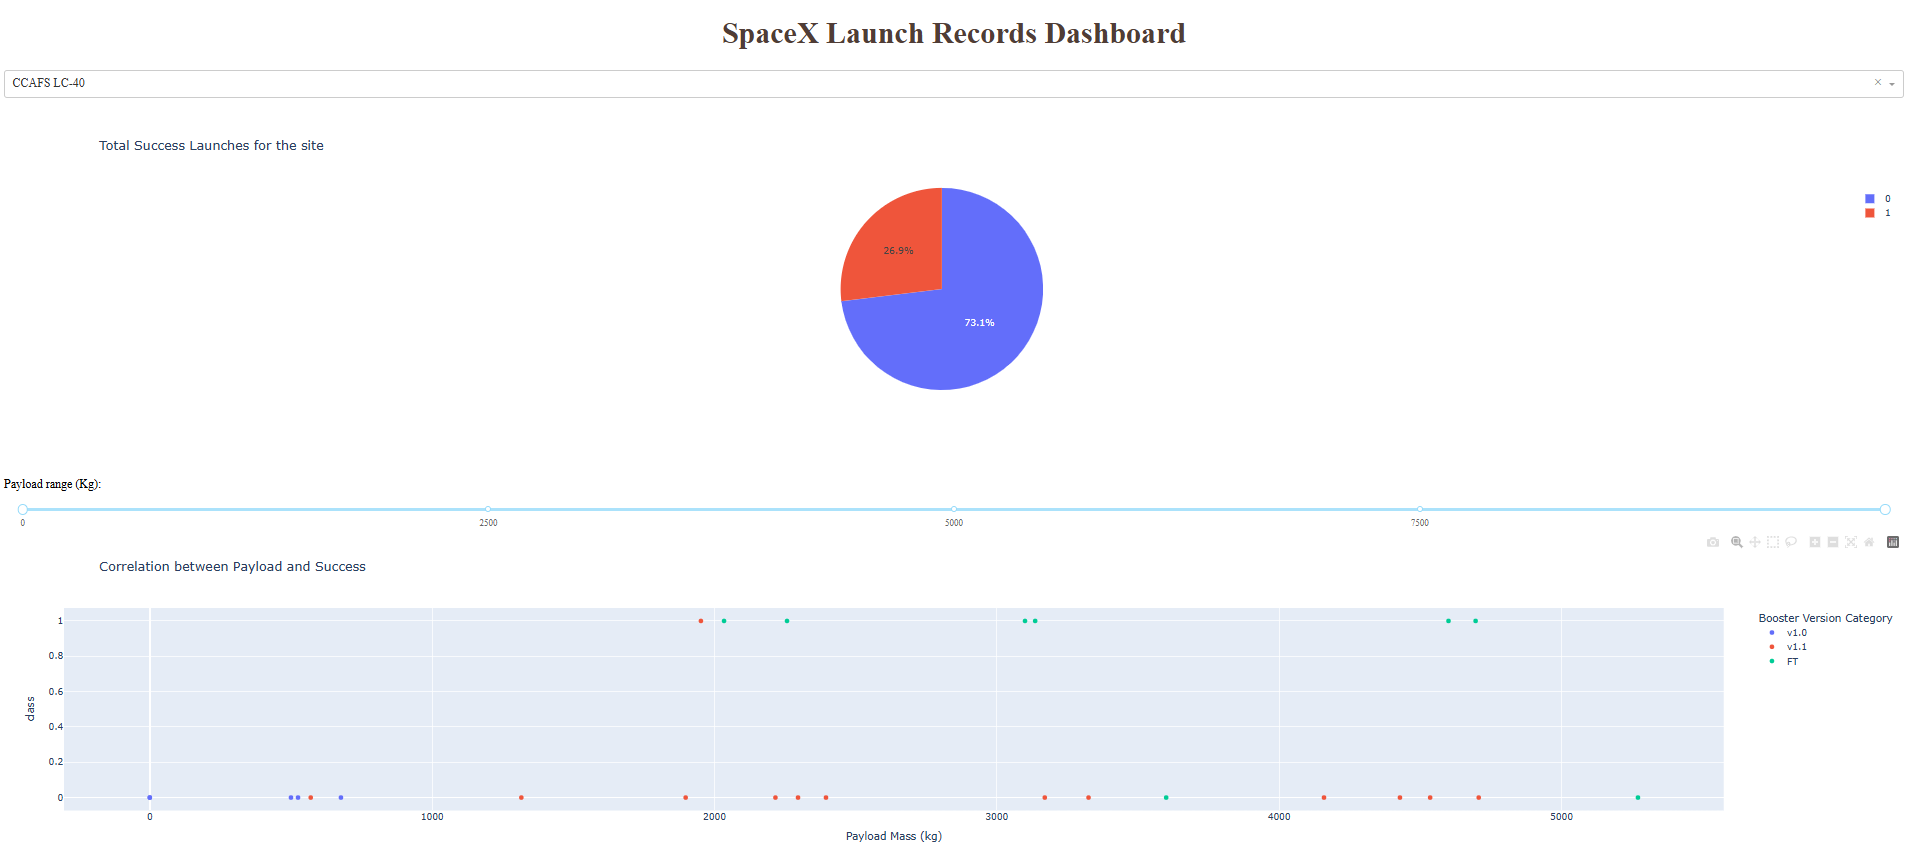 SpaceX Launch Records Dashboard
CCAFS LC-40
Total Success Launches for the site
0
1
26.9%
73.1%
Payload range (Kg):
0 2500 5000 7500
Correlation between Payload and Success
Booster Version Category
v1.0
v1.1
FT
class
1
0.8
0.6
0.4
0.2
0
0 1000 2000 3000 4000 5000
Payload Mass (kg)